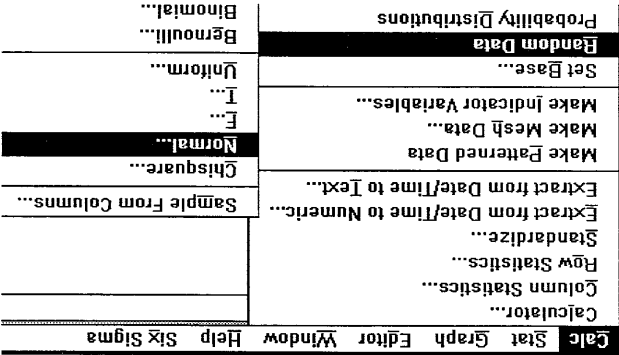 Calc Stat Graph Editor Window Help Six Sigma
Calculator...
Column Statistics...
Row Statistics...
Standardize...
Extract from Date/Time to Numeric...
Extract from Date/Time to Text...
Make Patterned Data
Make Mesh Data...
Make Indicator Variables...
Set Base...
Random Data
Probability Distributions
Sample From Columns...
Chisquare...
Normal...
F...
T...
Uniform...
Bernoulli...
Binomial...